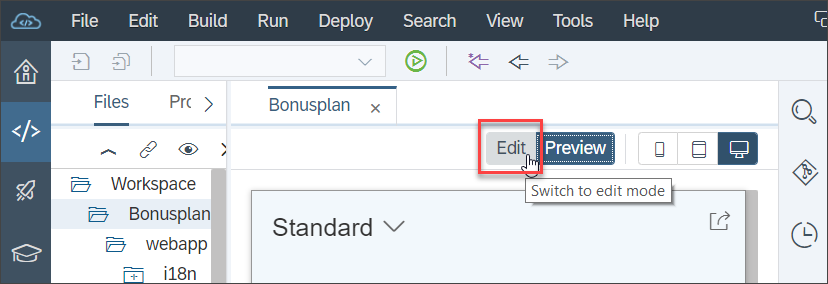 File Edit Build Run Deploy Search View Tools Help
Files
Bonusplan
Edit Preview
Switch to edit mode
Workspace
Bonusplan
webapp
i18n
Standard